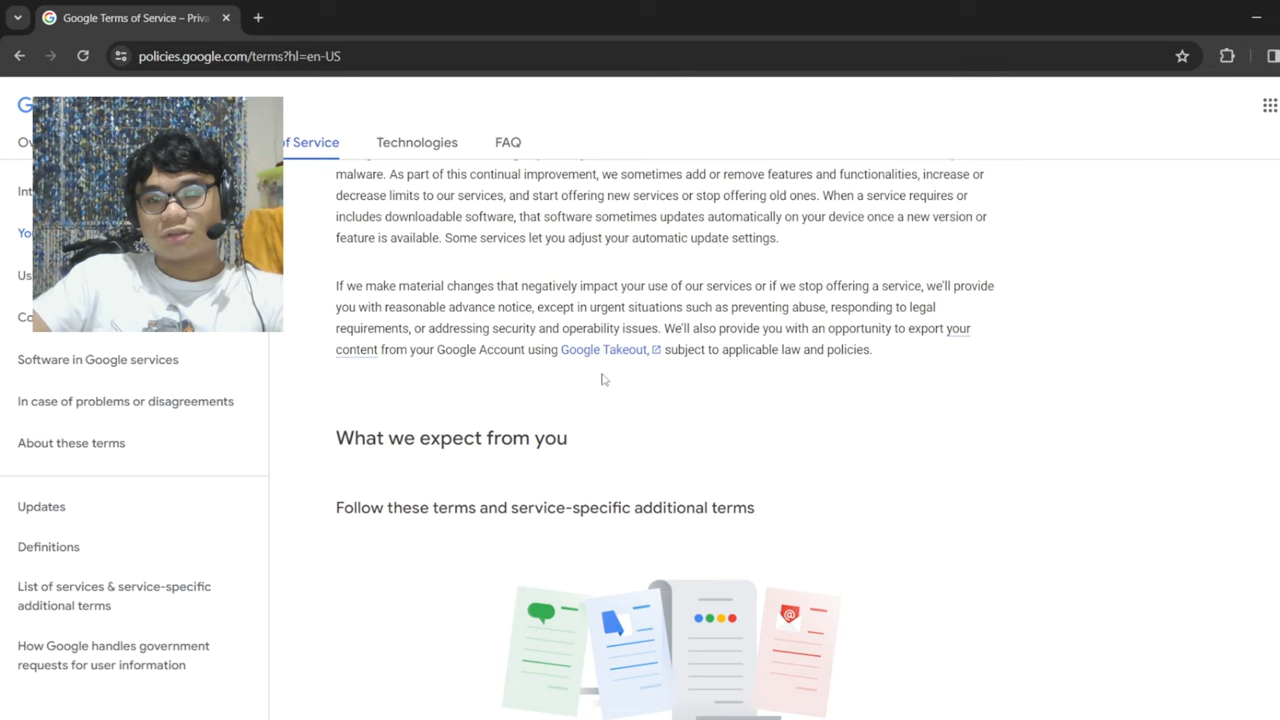 Google Terms of Service – Priva
policies.google.com/terms?hl=en-US
G
Ov
of Service
Technologies
FAQ
Int
Yo
Us
Co
Software in Google services
In case of problems or disagreements
About these terms
Updates
Definitions
List of services & service-specific
additional terms
How Google handles government
requests for user information
malware. As part of this continual improvement, we sometimes add or remove features and functionalities, increase or
decrease limits to our services, and start offering new services or stop offering old ones. When a service requires or
includes downloadable software, that software sometimes updates automatically on your device once a new version or
feature is available. Some services let you adjust your automatic update settings.
If we make material changes that negatively impact your use of our services or if we stop offering a service, we'll provide
you with reasonable advance notice, except in urgent situations such as preventing abuse, responding to legal
requirements, or addressing security and operability issues. We'll also provide you with an opportunity to export your
content from your Google Account using Google Takeout, subject to applicable law and policies.
What we expect from you
Follow these terms and service-specific additional terms